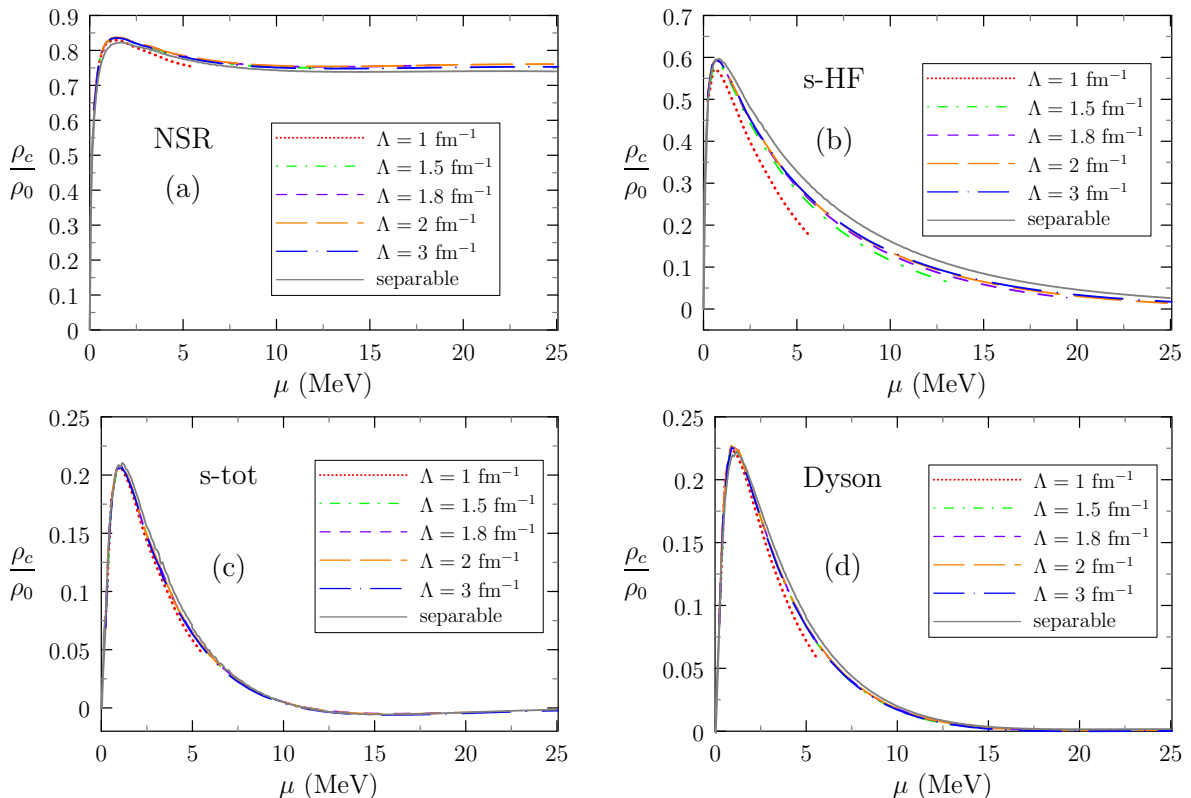 0.9
0.8
0.7
0.6
0.5
0.4
0.3
0.2
0.1
0
ρc
ρ0
NSR
(a)
Λ = 1 fm⁻¹
Λ = 1.5 fm⁻¹
Λ = 1.8 fm⁻¹
Λ = 2 fm⁻¹
Λ = 3 fm⁻¹
separable
0 5 10 15 20 25
μ (MeV)
0.7
0.6
0.5
0.4
0.3
0.2
0.1
0
ρc
ρ0
s-HF
(b)
Λ = 1 fm⁻¹
Λ = 1.5 fm⁻¹
Λ = 1.8 fm⁻¹
Λ = 2 fm⁻¹
Λ = 3 fm⁻¹
separable
0 5 10 15 20 25
μ (MeV)
0.25
0.2
0.15
0.1
0.05
0
ρc
ρ0
s-tot
(c)
Λ = 1 fm⁻¹
Λ = 1.5 fm⁻¹
Λ = 1.8 fm⁻¹
Λ = 2 fm⁻¹
Λ = 3 fm⁻¹
separable
0 5 10 15 20 25
μ (MeV)
0.25
0.2
0.15
0.1
0.05
0
ρc
ρ0
Dyson
(d)
Λ = 1 fm⁻¹
Λ = 1.5 fm⁻¹
Λ = 1.8 fm⁻¹
Λ = 2 fm⁻¹
Λ = 3 fm⁻¹
separable
0 5 10 15 20 25
μ (MeV)